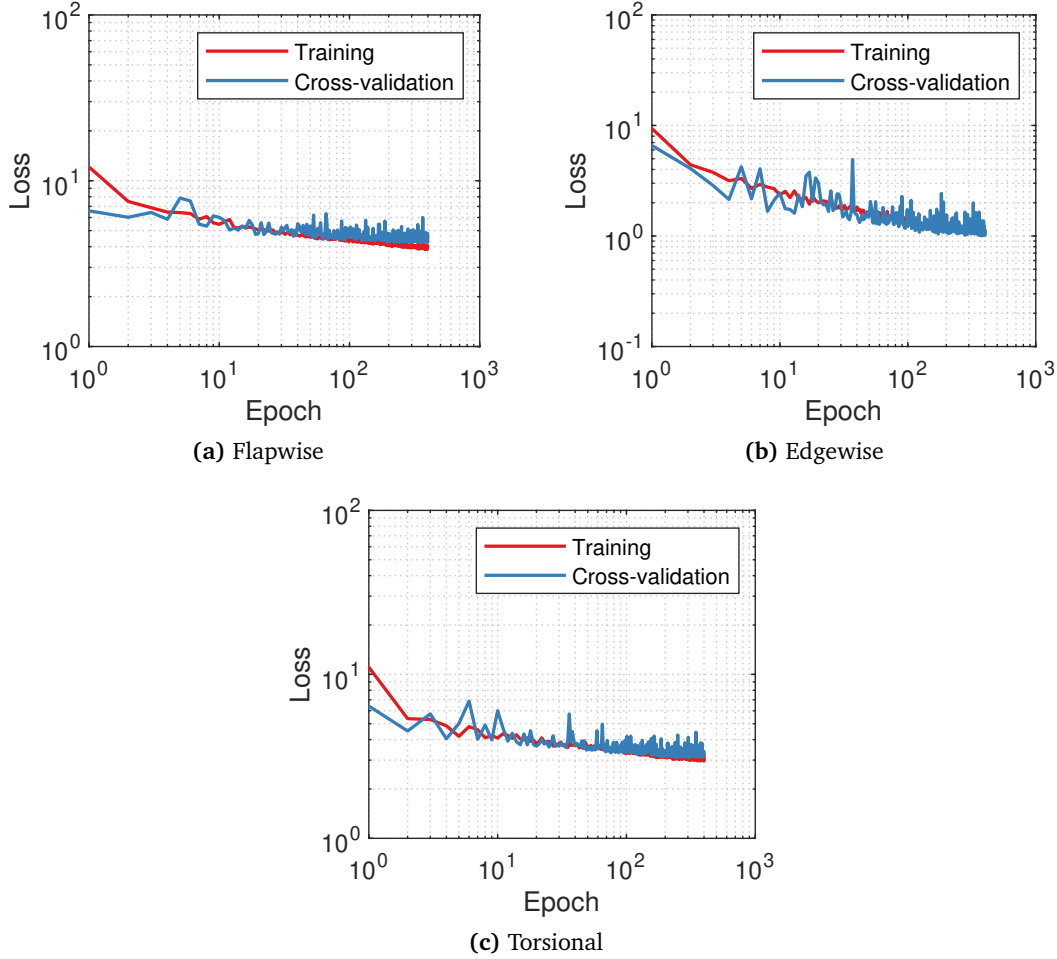 10^2
Training
Cross-validation
10^1
Loss
10^0
10^0 10^1 10^2 10^3
Epoch
(a) Flapwise
10^2
Training
Cross-validation
10^1
Loss
10^0
10^-1
10^0 10^1 10^2 10^3
Epoch
(b) Edgewise
10^2
Training
Cross-validation
10^1
Loss
10^0
10^0 10^1 10^2 10^3
Epoch
(c) Torsional